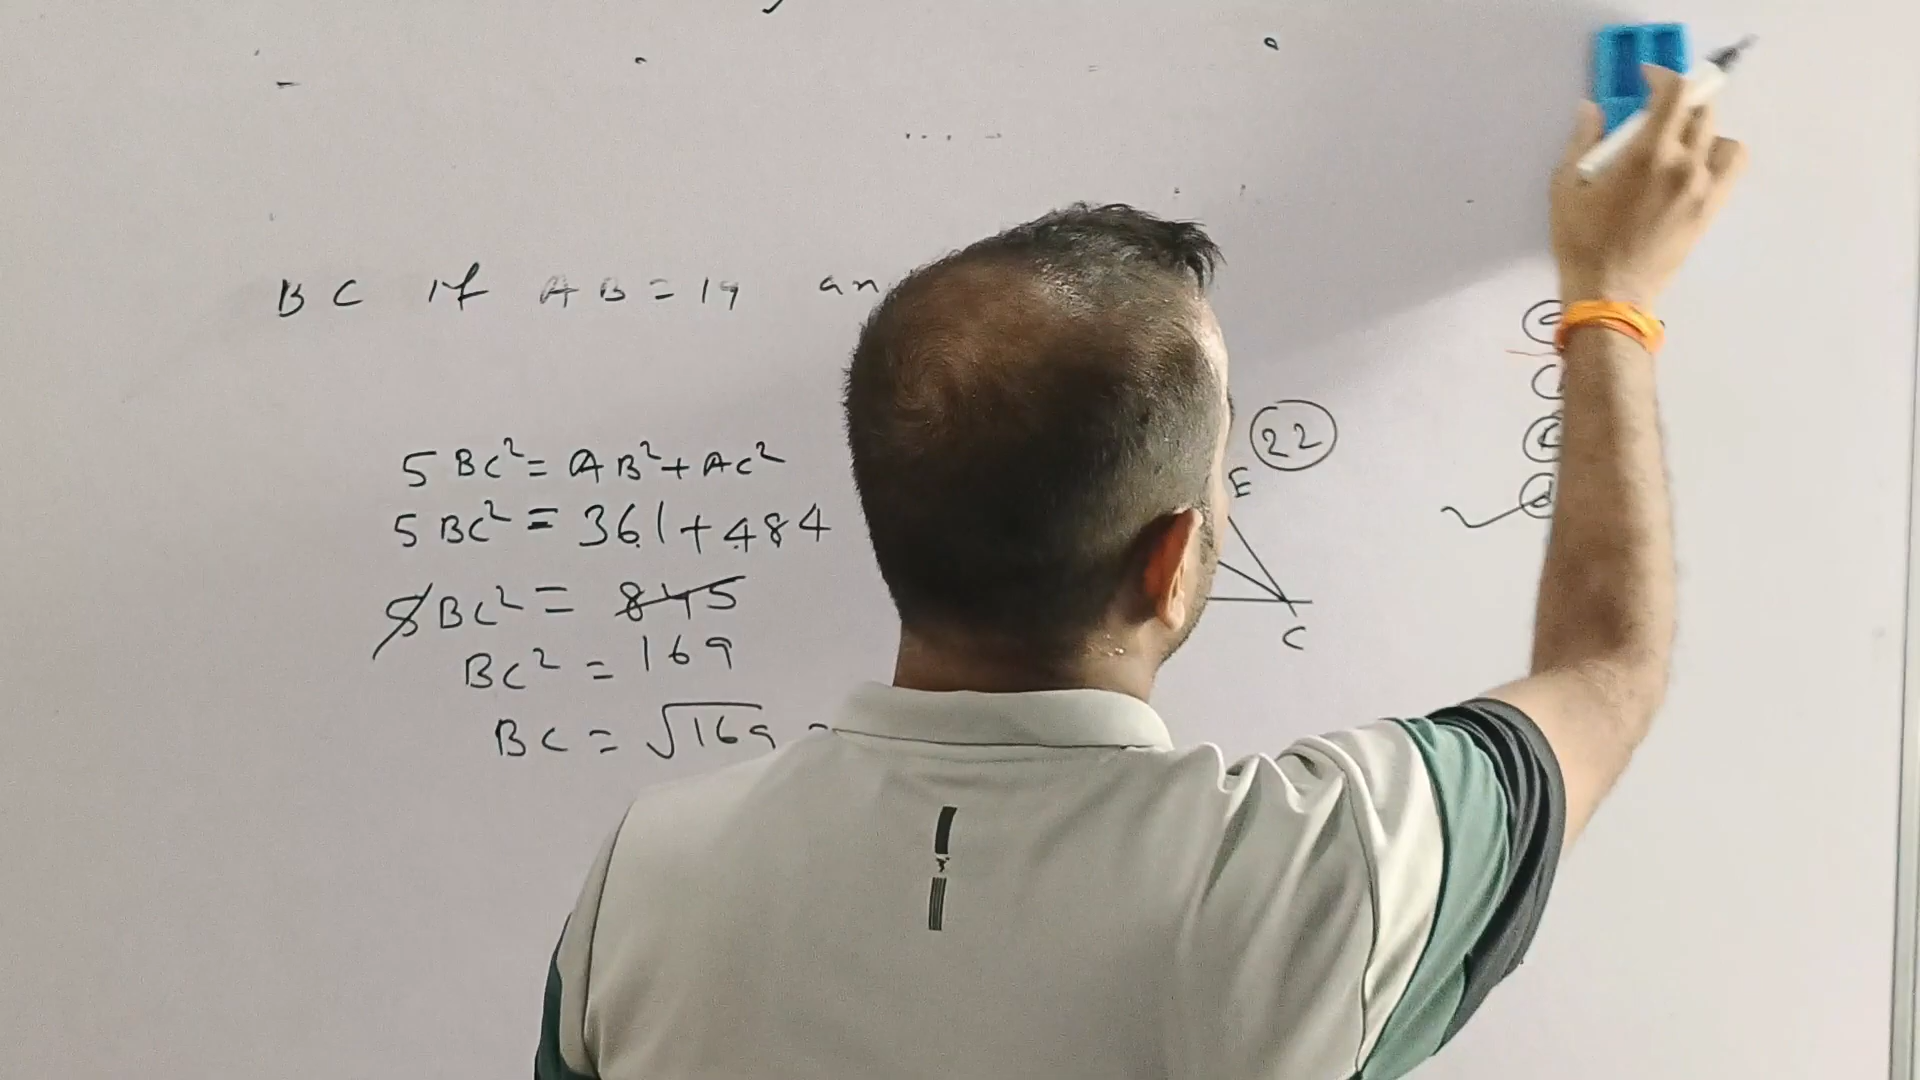 BC if AB = 19 an
22
E
5BC² = AB² + AC²
5BC² = 361 + 484
5BC² = 845
BC² = 169
BC = √169
C